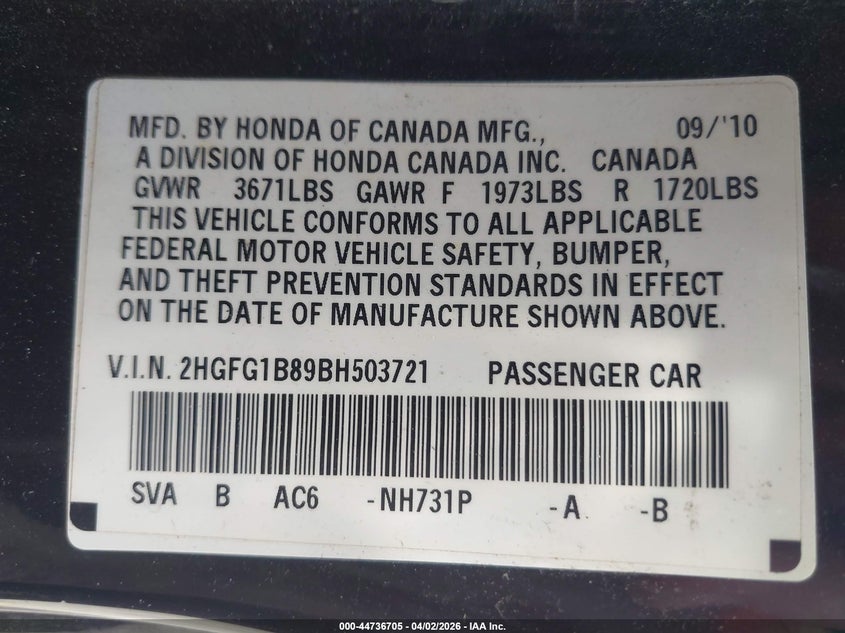 MFD. BY HONDA OF CANADA MFG., 09/'10
A DIVISION OF HONDA CANADA INC. CANADA
GVWR 3671LBS GAWR F 1973LBS R 1720LBS
THIS VEHICLE CONFORMS TO ALL APPLICABLE
FEDERAL MOTOR VEHICLE SAFETY, BUMPER,
AND THEFT PREVENTION STANDARDS IN EFFECT
ON THE DATE OF MANUFACTURE SHOWN ABOVE.
V.I.N. 2HGFG1B89BH503721 PASSENGER CAR
SVA B AC6 -NH731P -A -B
000-44736705 - 04/02/2026 - IAA Inc.